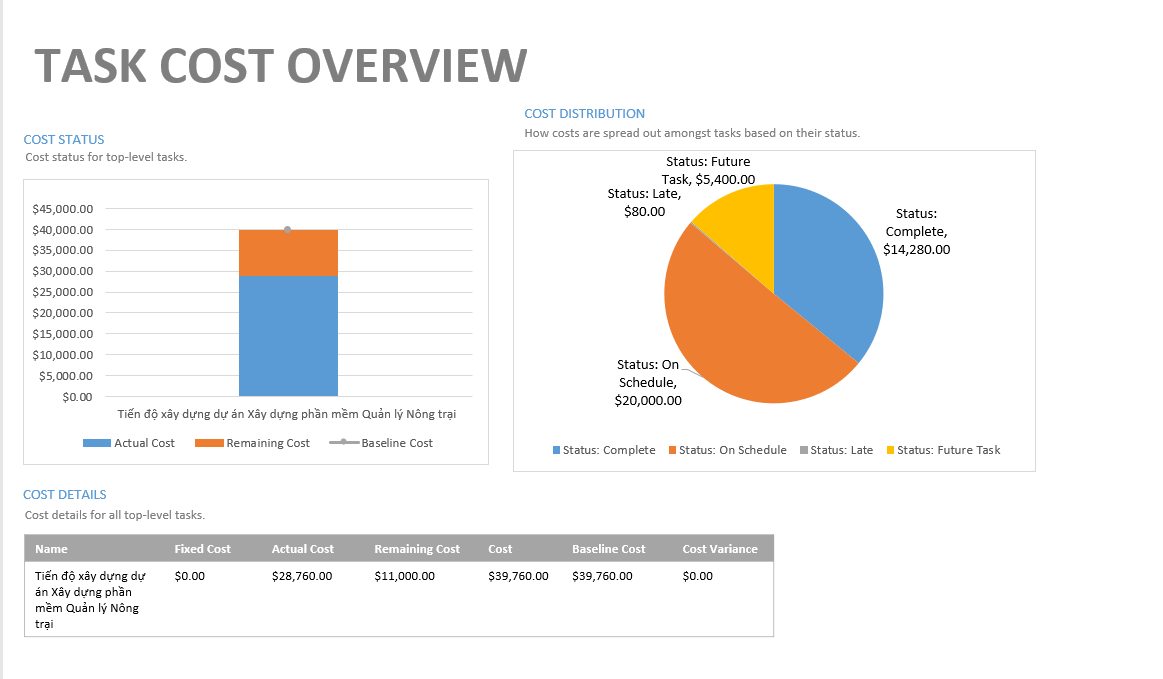 TASK COST OVERVIEW
COST STATUS
Cost status for top-level tasks.
$45,000.00
$40,000.00
$35,000.00
$30,000.00
$25,000.00
$20,000.00
$15,000.00
$10,000.00
$5,000.00
$0.00
Tiến độ xây dựng dự án Xây dựng phần mềm Quản lý Nông trại
Actual Cost Remaining Cost Baseline Cost
COST DISTRIBUTION
How costs are spread out amongst tasks based on their status.
Status: Future
Task, $5,400.00
Status: Late,
$80.00
Status:
Complete,
$14,280.00
Status: On
Schedule,
$20,000.00
Status: Complete Status: On Schedule Status: Late Status: Future Task
COST DETAILS
Cost details for all top-level tasks.
Name Fixed Cost Actual Cost Remaining Cost Cost Baseline Cost Cost Variance
Tiến độ xây dựng dự $0.00 $28,760.00 $11,000.00 $39,760.00 $39,760.00 $0.00
án Xây dựng phần
mềm Quản lý Nông
trại